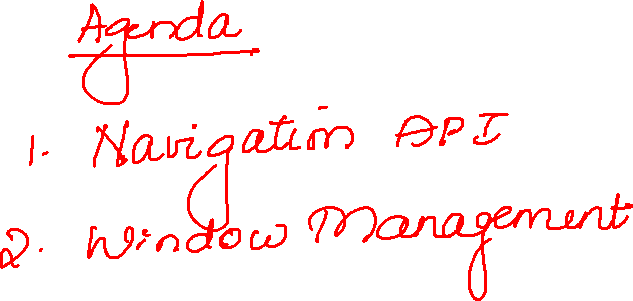 Agenda
1. Navigation API
2. Window Management